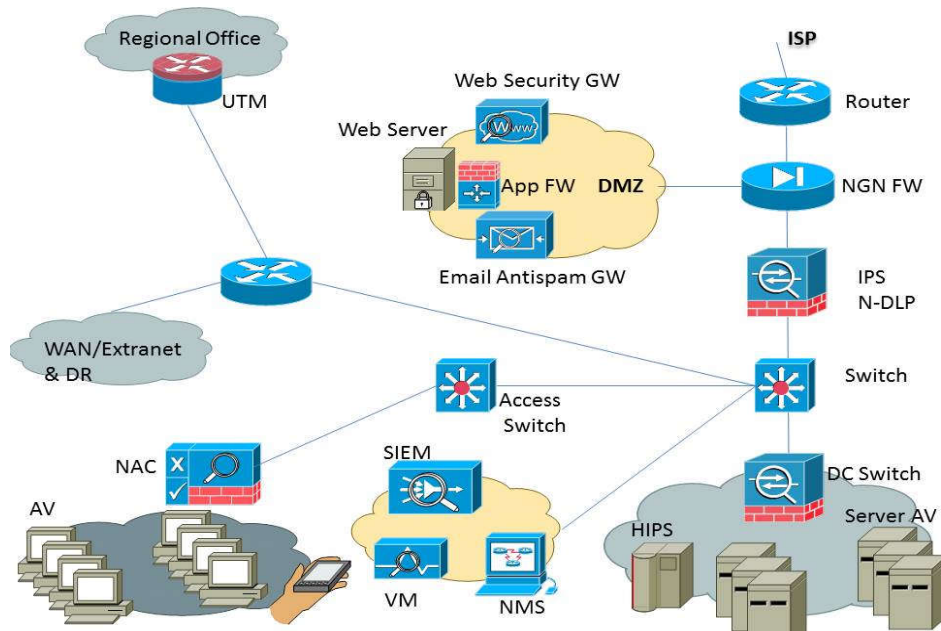 Regional Office
UTM
ISP
Router
Web Security GW
Web Server
www
App FW
DMZ
NGN FW
Email Antispam GW
IPS
N-DLP
WAN/Extranet
& DR
Switch
Access
Switch
NAC
SIEM
DC Switch
AV
HIPS
Server AV
VM
NMS